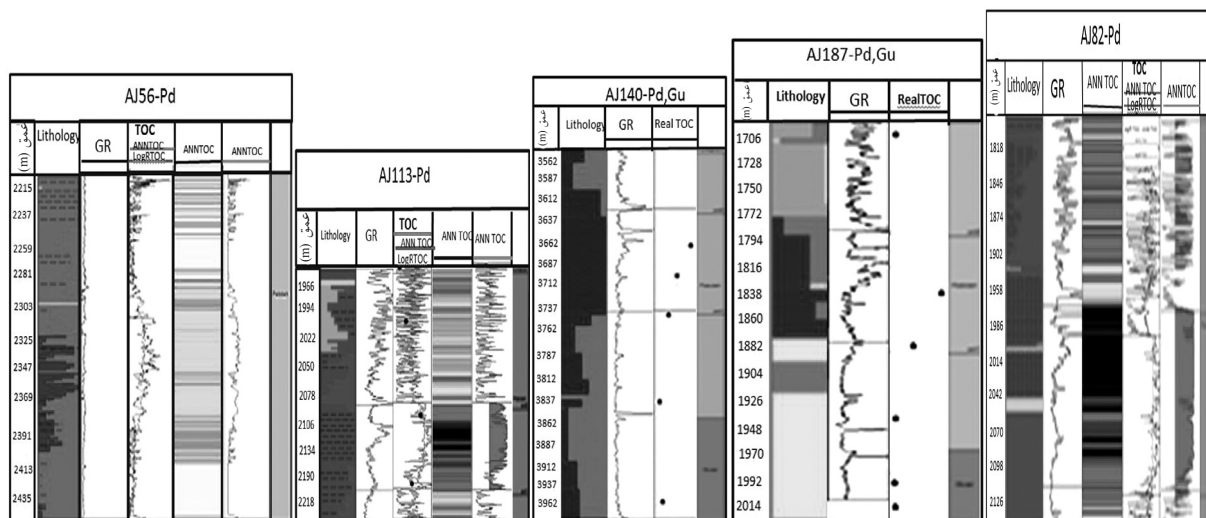 AJ56-Pd
عمق (m)
Lithology
GR
TOC
ANNTOC
LogRTOC
ANNTOC
ANNTOC
2215
2237
2259
2281
2303
2325
2347
2369
2391
2413
2435
AJ113-Pd
عمق (m)
Lithology
GR
TOC
ANN TOC
LogRTOC
ANN TOC
ANN TOC
1966
1994
2022
2050
2078
2106
2134
2190
2218
AJ140-Pd,Gu
عمق (m)
Lithology
GR
Real TOC
3562
3587
3612
3637
3662
3687
3712
3737
3762
3787
3812
3837
3862
3887
3912
3937
3962
AJ187-Pd,Gu
عمق (m)
Lithology
GR
RealTOC
1706
1728
1750
1772
1794
1816
1838
1860
1882
1904
1926
1948
1970
1992
2014
AJ82-Pd
عمق (m)
Lithology
GR
ANN TOC
TOC
ANN TOC
LogRTOC
ANNTOC
1818
1846
1874
1902
1958
1986
2014
2042
2070
2098
2126